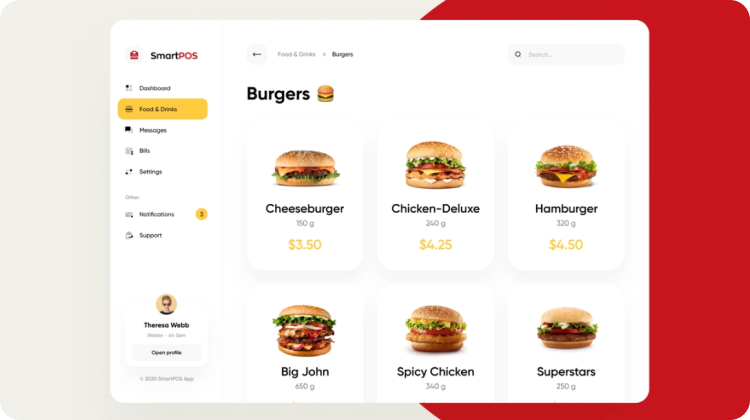 SmartPOS
Dashboard
Food & Drinks
Messages
Bills
Settings
Other
Notifications 3
Support
Theresa Webb
Waiter • 4h 5m
Open profile
© 2020 SmartPOS App
Food & Drinks > Burgers
Search...
Burgers
Cheeseburger
150 g
$3.50
Chicken-Deluxe
240 g
$4.25
Hamburger
320 g
$4.50
Big John
650 g
Spicy Chicken
340 g
Superstars
250 g